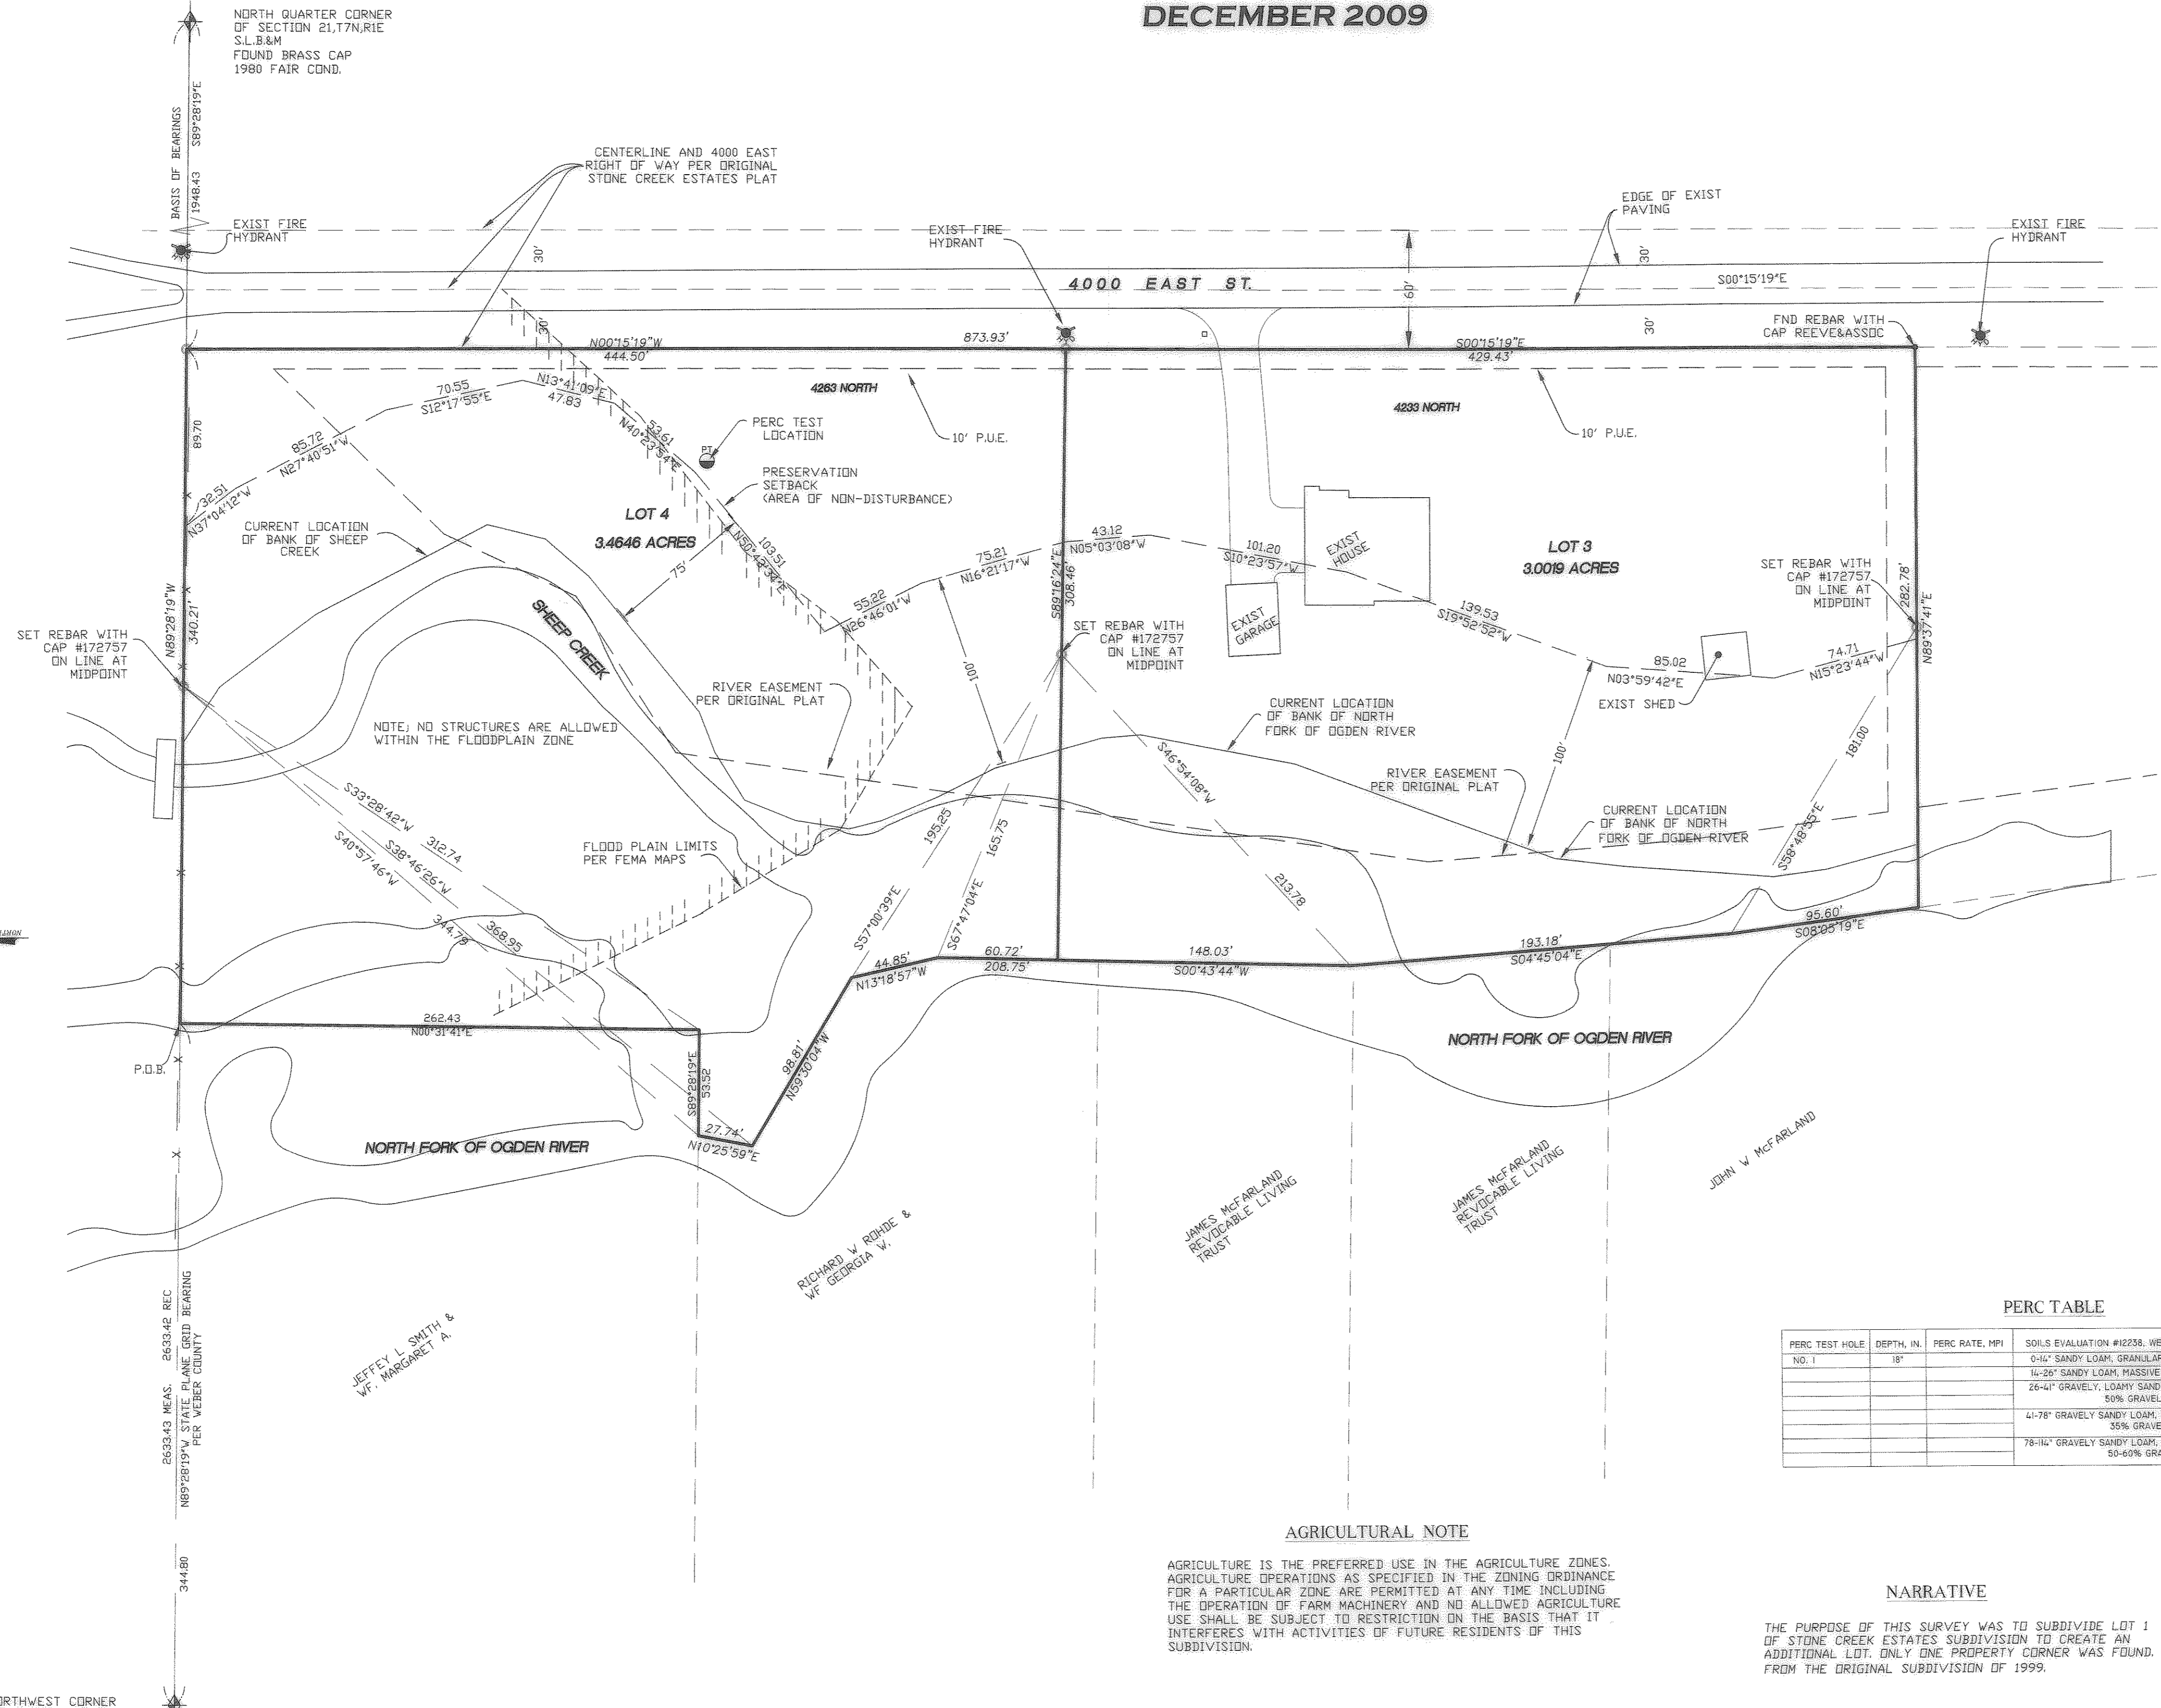 DECEMBER 2009
NORTH QUARTER CORNER
OF SECTION 21,T7N,R1E
S.L.B.&M
FOUND BRASS CAP
1980 FAIR COND.
BASIS OF BEARINGS
1948.43 S89°28'19"E
CENTERLINE AND 4000 EAST
RIGHT OF WAY PER ORIGINAL
STONE CREEK ESTATES PLAT
EXIST FIRE
HYDRANT
EXIST FIRE
HYDRANT
EDGE OF EXIST
PAVING
EXIST FIRE
HYDRANT
30'
30'
4000 EAST ST.
60'
S00°15'19"E
30'
30'
FND REBAR WITH
CAP REEVE&ASSOC
N00°15'19"W
444.50'
873.93'
S00°15'19"E
429.43'
4263 NORTH
4233 NORTH
10' P.U.E.
10' P.U.E.
89.70
32.51
N37°04'12"W
85.72
N27°40'51"W
70.55
S12°17'55"E
N13°41'09"E
47.83
53.61
N40°23'54"E
PT
PERC TEST
LOCATION
PRESERVATION
SETBACK
(AREA OF NON-DISTURBANCE)
CURRENT LOCATION
OF BANK OF SHEEP
CREEK
LOT 4
3.4646 ACRES
75'
103.51
N50°42'34"E
55.22
N26°46'01"W
75.21
N16°21'17"W
43.12
N05°03'08"W
101.20
S10°23'57"W
EXIST
HOUSE
EXIST
GARAGE
LOT 3
3.0019 ACRES
139.53
S19°52'52"W
85.02
N03°59'42"E
74.71
N15°23'44"W
EXIST SHED
SET REBAR WITH
CAP #172757
ON LINE AT
MIDPOINT
282.78'
N89°37'41"E
S89°16'24"E
308.46'
SET REBAR WITH
CAP #172757
ON LINE AT
MIDPOINT
N89°28'19"W
340.21'
SET REBAR WITH
CAP #172757
ON LINE AT
MIDPOINT
SHEEP CREEK
RIVER EASEMENT
PER ORIGINAL PLAT
100'
NOTE; NO STRUCTURES ARE ALLOWED
WITHIN THE FLOODPLAIN ZONE
CURRENT LOCATION
OF BANK OF NORTH
FORK OF OGDEN RIVER
100'
RIVER EASEMENT
PER ORIGINAL PLAT
CURRENT LOCATION
OF BANK OF NORTH
FORK OF OGDEN RIVER
181.00
S58°48'55"E
S46°54'08"W
213.78
195.25
S57°00'39"E
165.75
S67°47'04"E
S33°28'42"W
312.74
S38°46'26"W
368.95
S40°57'46"W
344.79
FLOOD PLAIN LIMITS
PER FEMA MAPS
262.43
N00°31'41"E
P.O.B.
S89°28'19"E
53.52
27.74'
N10°25'59"E
98.81'
N59°30'04"W
44.85'
N13°18'57"W
60.72'
208.75'
148.03'
S00°43'44"W
193.18'
S04°45'04"E
95.60'
S08°05'19"E
NORTH FORK OF OGDEN RIVER
NORTH FORK OF OGDEN RIVER
NORTH
JEFFEY L SMITH &
WF. MARGARET A.
RICHARD W ROHDE &
WF GEORGIA W.
JAMES McFARLAND
REVOCABLE LIVING
TRUST
JAMES McFARLAND
REVOCABLE LIVING
TRUST
JOHN W McFARLAND
2633.43 MEAS. 2633.42 REC
N89°28'19"W STATE PLANE GRID BEARING
PER WEBER COUNTY
344.80
ORTHWEST CORNER
PERC TABLE
PERC TEST HOLE DEPTH, IN. PERC RATE, MPI SOILS EVALUATION #12238, WE
NO. 1 18" 0-14" SANDY LOAM, GRANULAR
14-26" SANDY LOAM, MASSIVE
26-41" GRAVELY, LOAMY SAND
50% GRAVEL
41-78" GRAVELY SANDY LOAM,
35% GRAVE
78-114" GRAVELY SANDY LOAM,
50-60% GRA
AGRICULTURAL NOTE
AGRICULTURE IS THE PREFERRED USE IN THE AGRICULTURE ZONES.
AGRICULTURE OPERATIONS AS SPECIFIED IN THE ZONING ORDINANCE
FOR A PARTICULAR ZONE ARE PERMITTED AT ANY TIME INCLUDING
THE OPERATION OF FARM MACHINERY AND NO ALLOWED AGRICULTURE
USE SHALL BE SUBJECT TO RESTRICTION ON THE BASIS THAT IT
INTERFERES WITH ACTIVITIES OF FUTURE RESIDENTS OF THIS
SUBDIVISION.
NARRATIVE
THE PURPOSE OF THIS SURVEY WAS TO SUBDIVIDE LOT 1
OF STONE CREEK ESTATES SUBDIVISION TO CREATE AN
ADDITIONAL LOT. ONLY ONE PROPERTY CORNER WAS FOUND.
FROM THE ORIGINAL SUBDIVISION OF 1999.